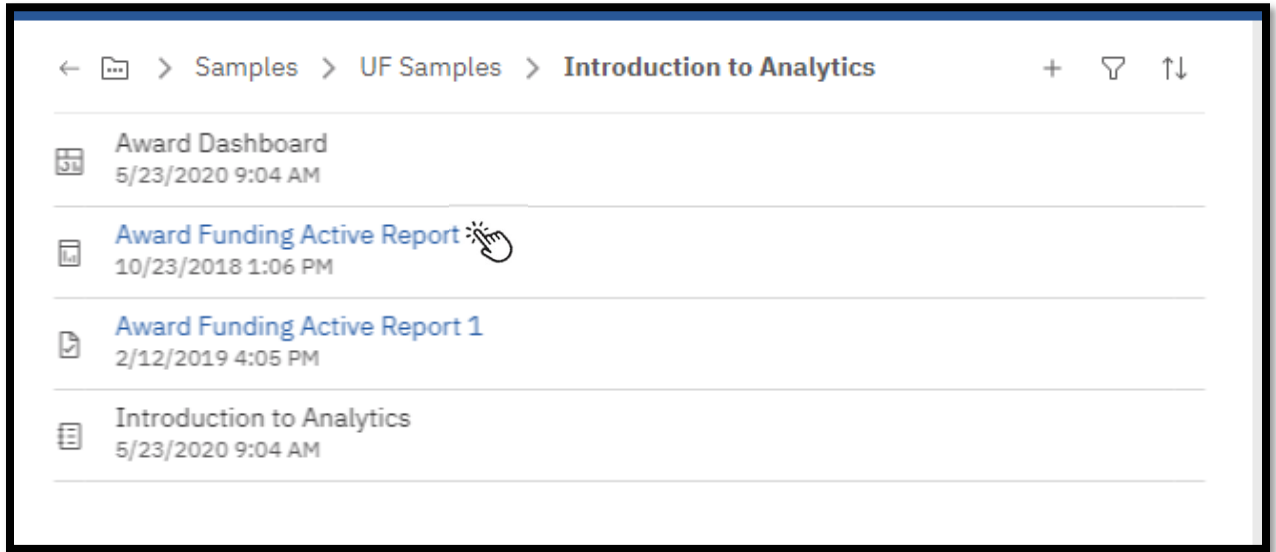 Samples > UF Samples > Introduction to Analytics
Award Dashboard
5/23/2020 9:04 AM
Award Funding Active Report
10/23/2018 1:06 PM
Award Funding Active Report 1
2/12/2019 4:05 PM
Introduction to Analytics
5/23/2020 9:04 AM